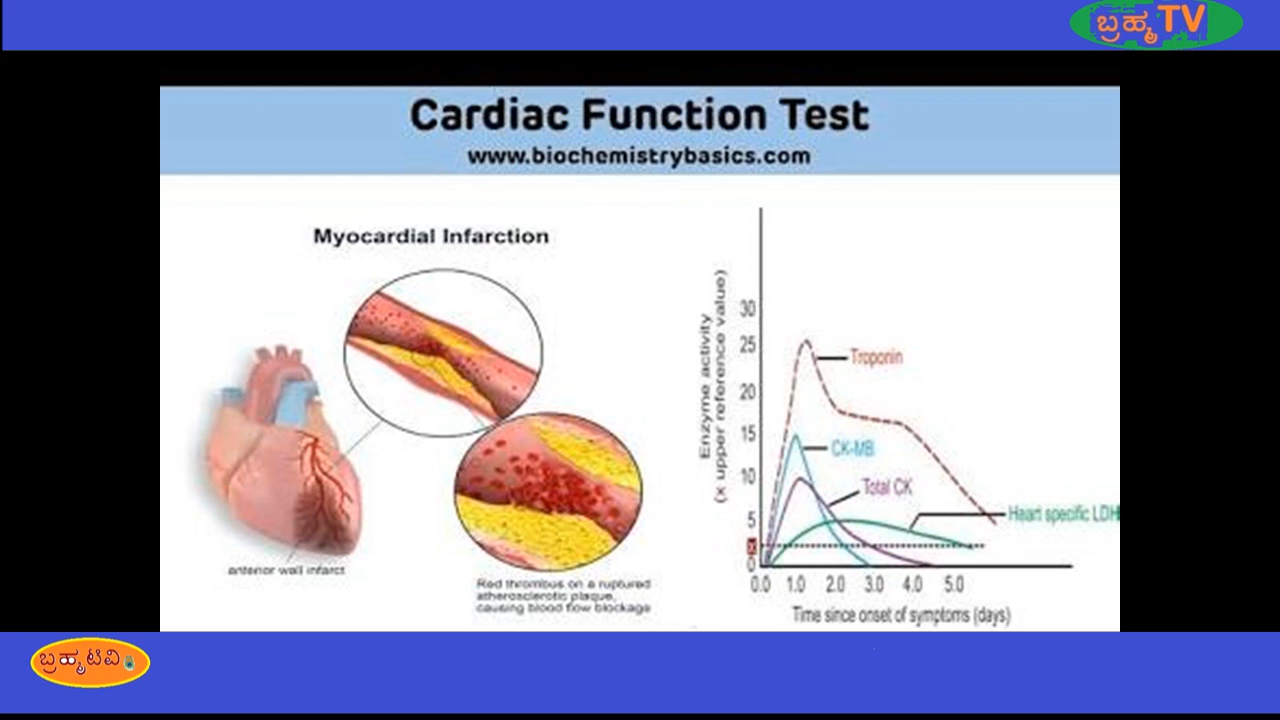 ಬ್ರಹ್ಮ TV
Cardiac Function Test
www.biochemistrybasics.com
Myocardial Infarction
anterior wall infarct
Red thrombus on a ruptured
atherosclerotic plaque,
causing blood flow blockage
Enzyme activity
(x upper reference value)
30
25
20
15
10
5
0
Troponin
CK-MB
Total CK
Heart specific LDH
0.0 1.0 2.0 3.0 4.0 5.0
Time since onset of symptoms (days)
ಬ್ರಹ್ಮ ಟಿವಿ